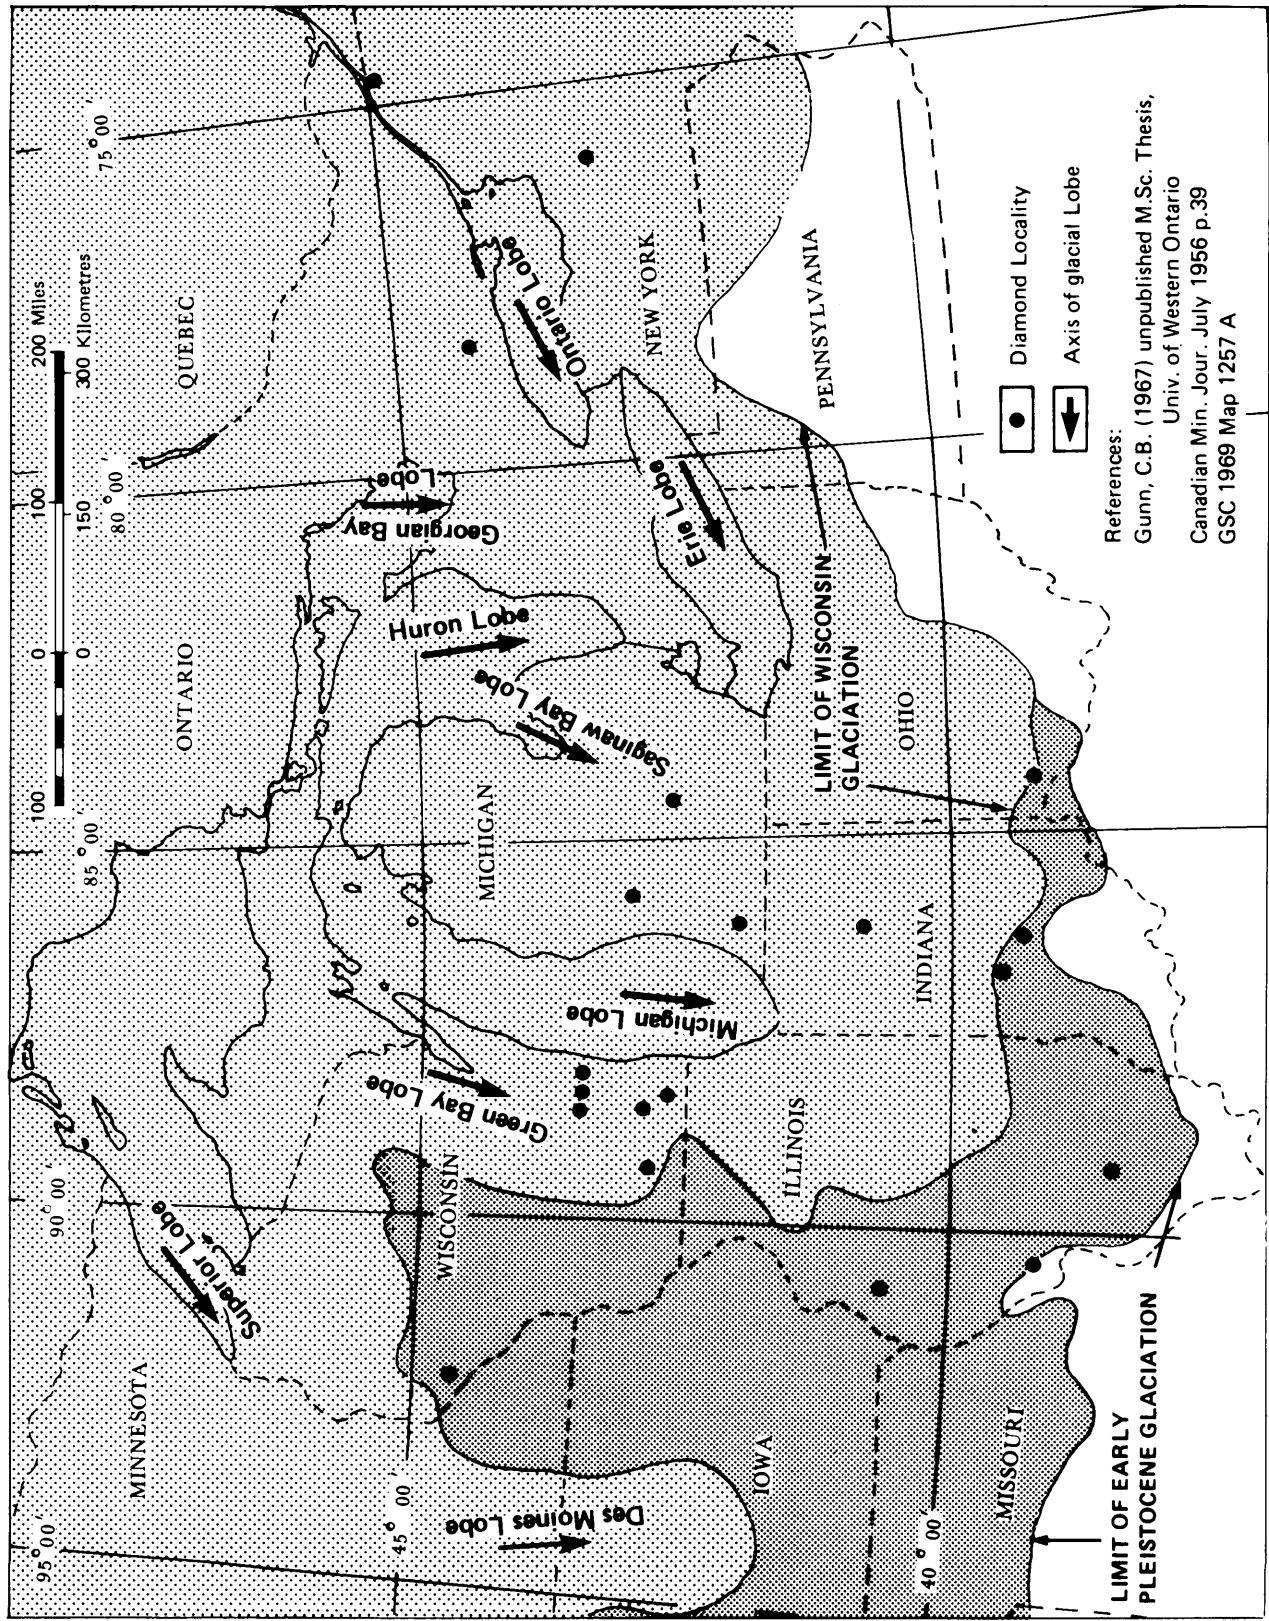 100 0 100 200 Miles
0 150 300 Kilometres
95°00'
90°00'
85°00'
80°00'
75°00'
MINNESOTA
ONTARIO
QUEBEC
Superior Lobe
45°00'
WISCONSIN
Green Bay Lobe
MICHIGAN
Huron Lobe
Georgian Bay
Lobe
Saginaw Bay Lobe
Ontario Lobe
NEW YORK
Des Moines Lobe
Michigan Lobe
Erie Lobe
IOWA
ILLINOIS
PENNSYLVANIA
LIMIT OF WISCONSIN
GLACIATION
40°00'
INDIANA
OHIO
MISSOURI
LIMIT OF EARLY
PLEISTOCENE GLACIATION
Diamond Locality
Axis of glacial Lobe
References:
Gunn, C.B. (1967) unpublished M.Sc. Thesis,
Univ. of Western Ontario
Canadian Min. Jour. July 1956 p.39
GSC 1969 Map 1257 A